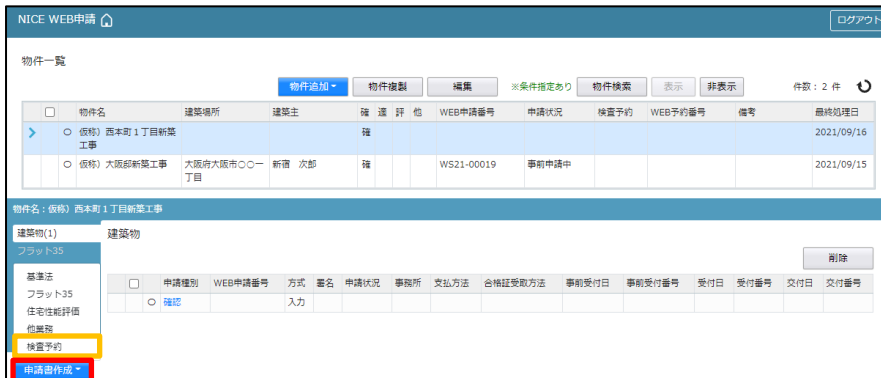 NICE WEB申請 ログアウト
物件一覧
物件追加 物件複製 編集 ※条件指定あり 物件検索 表示 非表示 件数：2 件
物件名 建築場所 建築主 確 適 評 他 WEB申請番号 申請状況 検査予約 WEB予約番号 備考 最終処理日
○ 仮称）西本町１丁目新築 確 2021/09/16
工事
○ 仮称）大阪邸新築工事 大阪府大阪市○○一 新宿 次郎 確 WS21-00019 事前申請中 2021/09/15
丁目
物件名：仮称）西本町１丁目新築工事
建築物(1) 建築物
フラット35
削除
基準法
申請種別 WEB申請番号 方式 署名 申請状況 事務所 支払方法 合格証受取方法 事前受付日 事前受付番号 受付日 受付番号 交付日 交付番号
フラット35
○ 確認 入力
住宅性能評価
他業務
検査予約
申請書作成